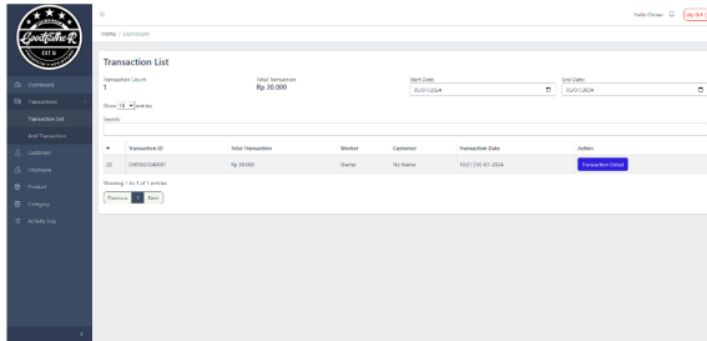 Hello Owner
Log Out
Home / Dashboard
Goodfather
EST
Dashboard
Transactions
Transaction List
Add Transaction
Customer
Employee
Product
Category
Activity Log
Transaction List
Transaction Count
1
Total Transaction
Rp 30.000
Start Date:
End Date:
Show 10 entries
Search:
# Transaction ID Total Transaction Worker Customer Transaction Date Action
22 Rp 30.000 Owner No Name Transaction Detail
Showing 1 to 1 of 1 entries
Previous 1 Next